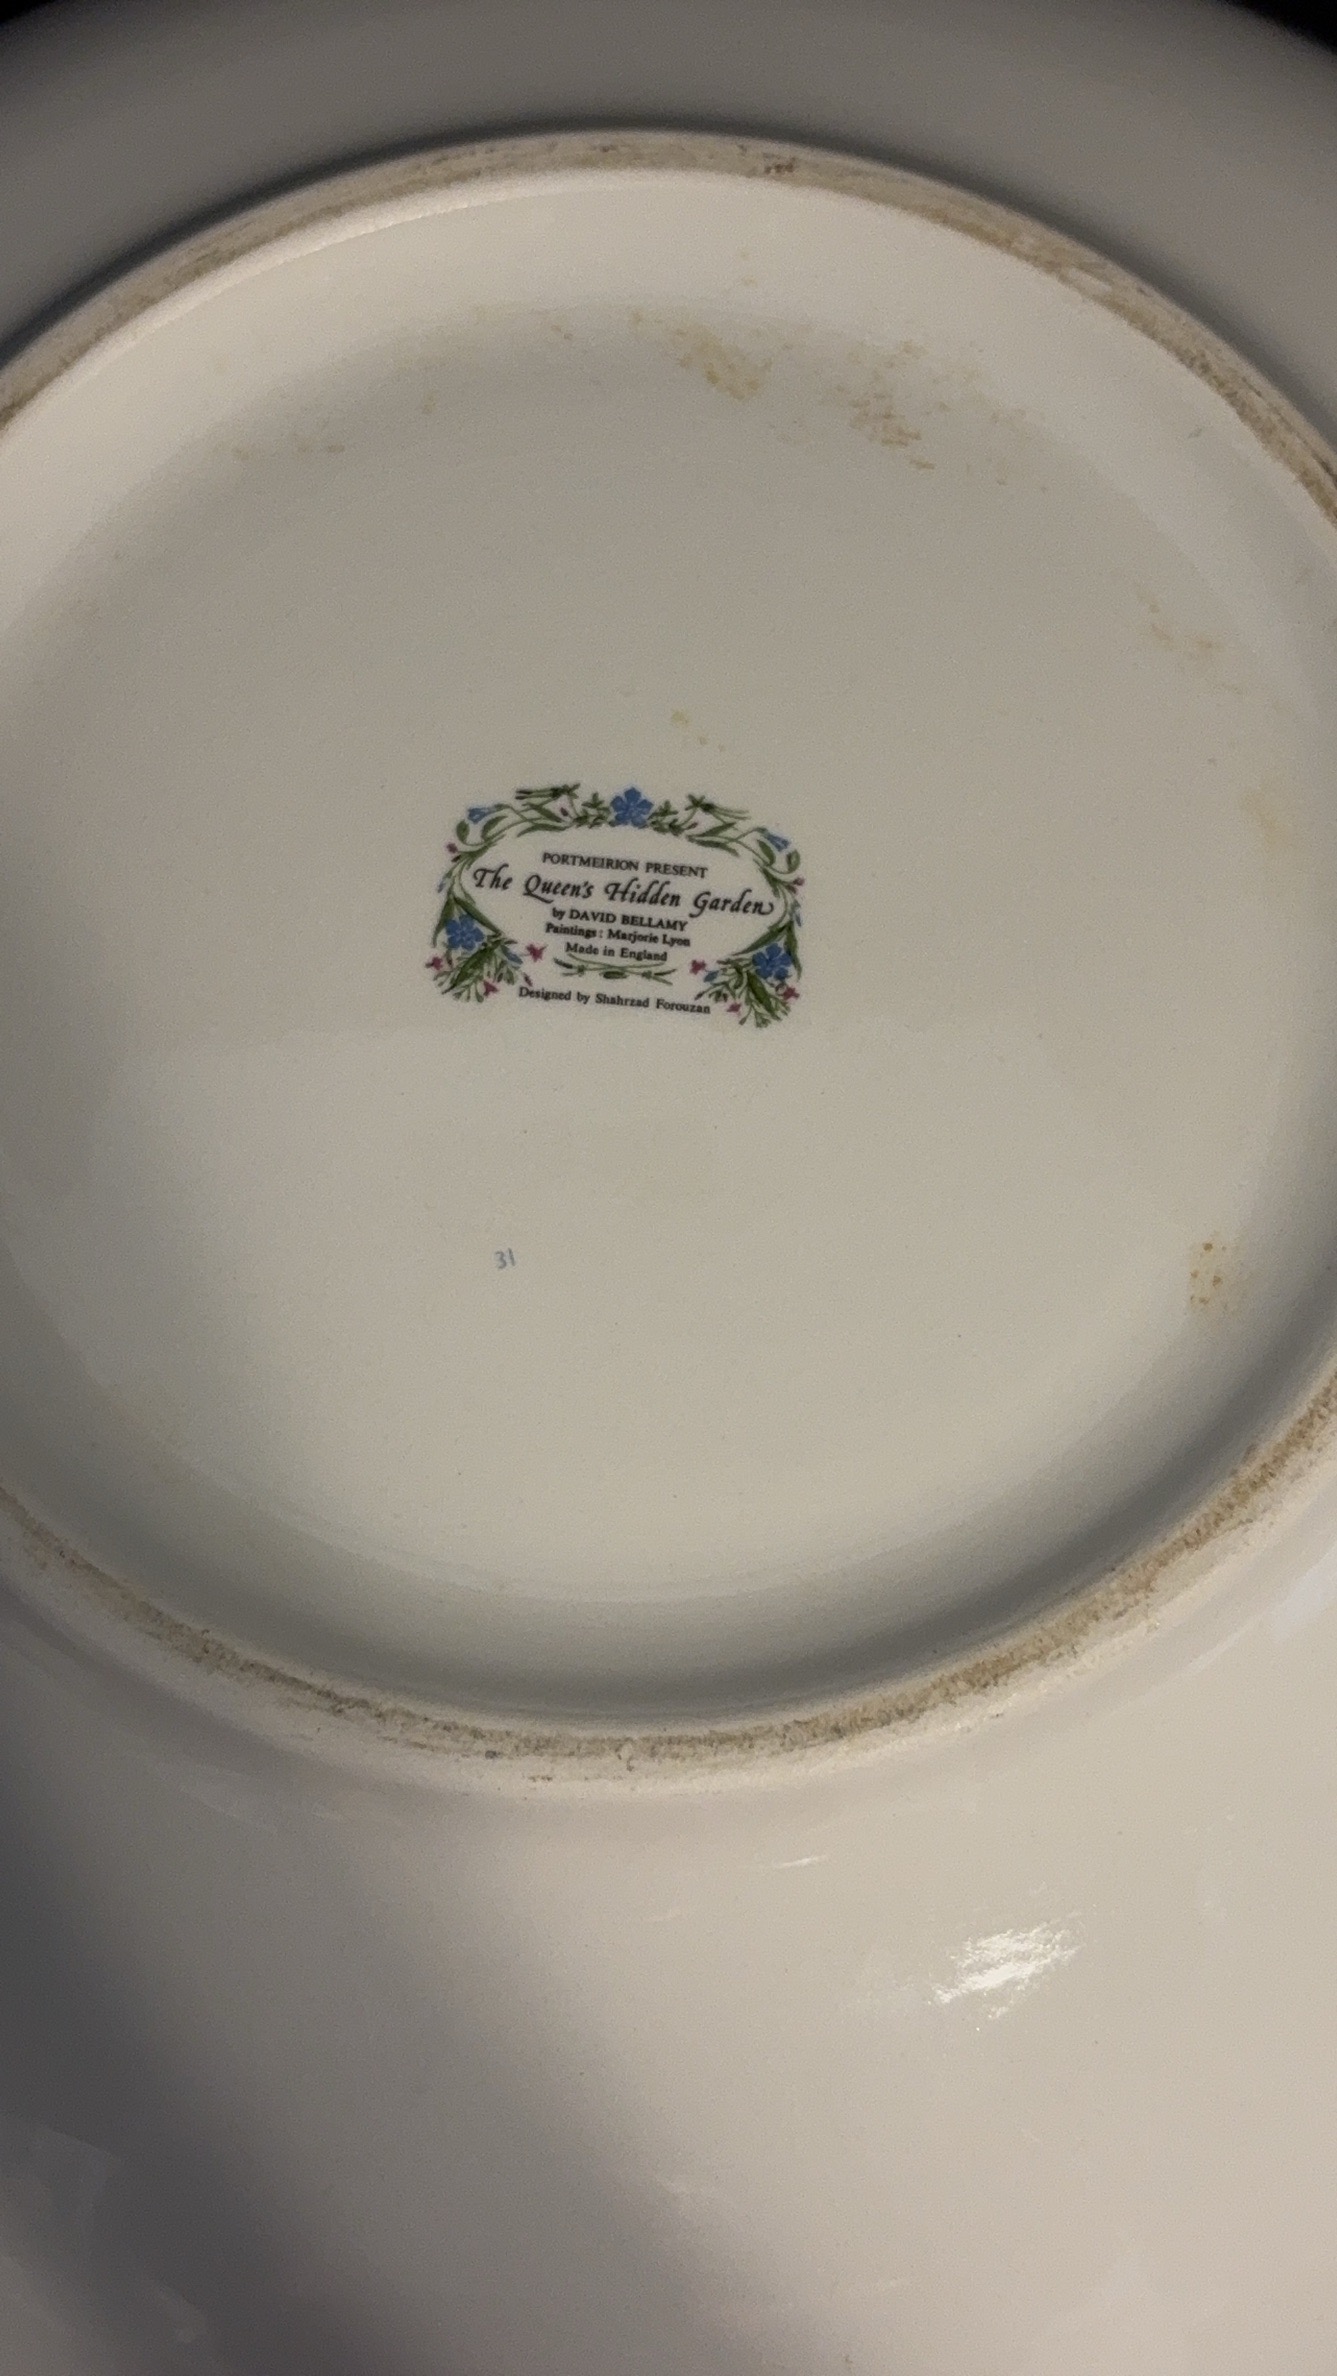 PORTMEIRION PRESENT
The Queen's Hidden Garden
by DAVID BELLAMY
Paintings: Marjorie Lyon
Made in England
Designed by Shahrzad Forouzan
31